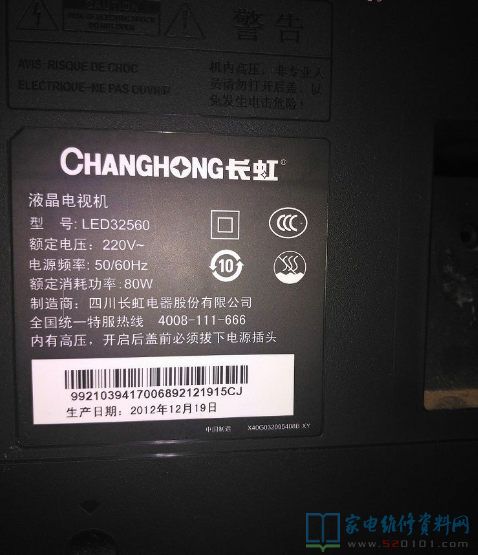 警告
AVIS-RISQUE DE CHOC
ELECTRIQUE-NE PAS OUVRIR
机内高压,非专业人
员请勿打开后盖,以
免发生电击危险!
CHANGHONG长虹®
液晶电视机
型 号: LED32560
额定电压: 220V~
电源频率: 50/60Hz
额定消耗功率: 80W
10
制造商: 四川长虹电器股份有限公司
全国统一特服热线 4008-111-666
内有高压,开启后盖前必须拔下电源插头
9921039417006892121915CJ
生产日期: 2012年12月19日
中国制造
家电维修资料网
www.520101.com